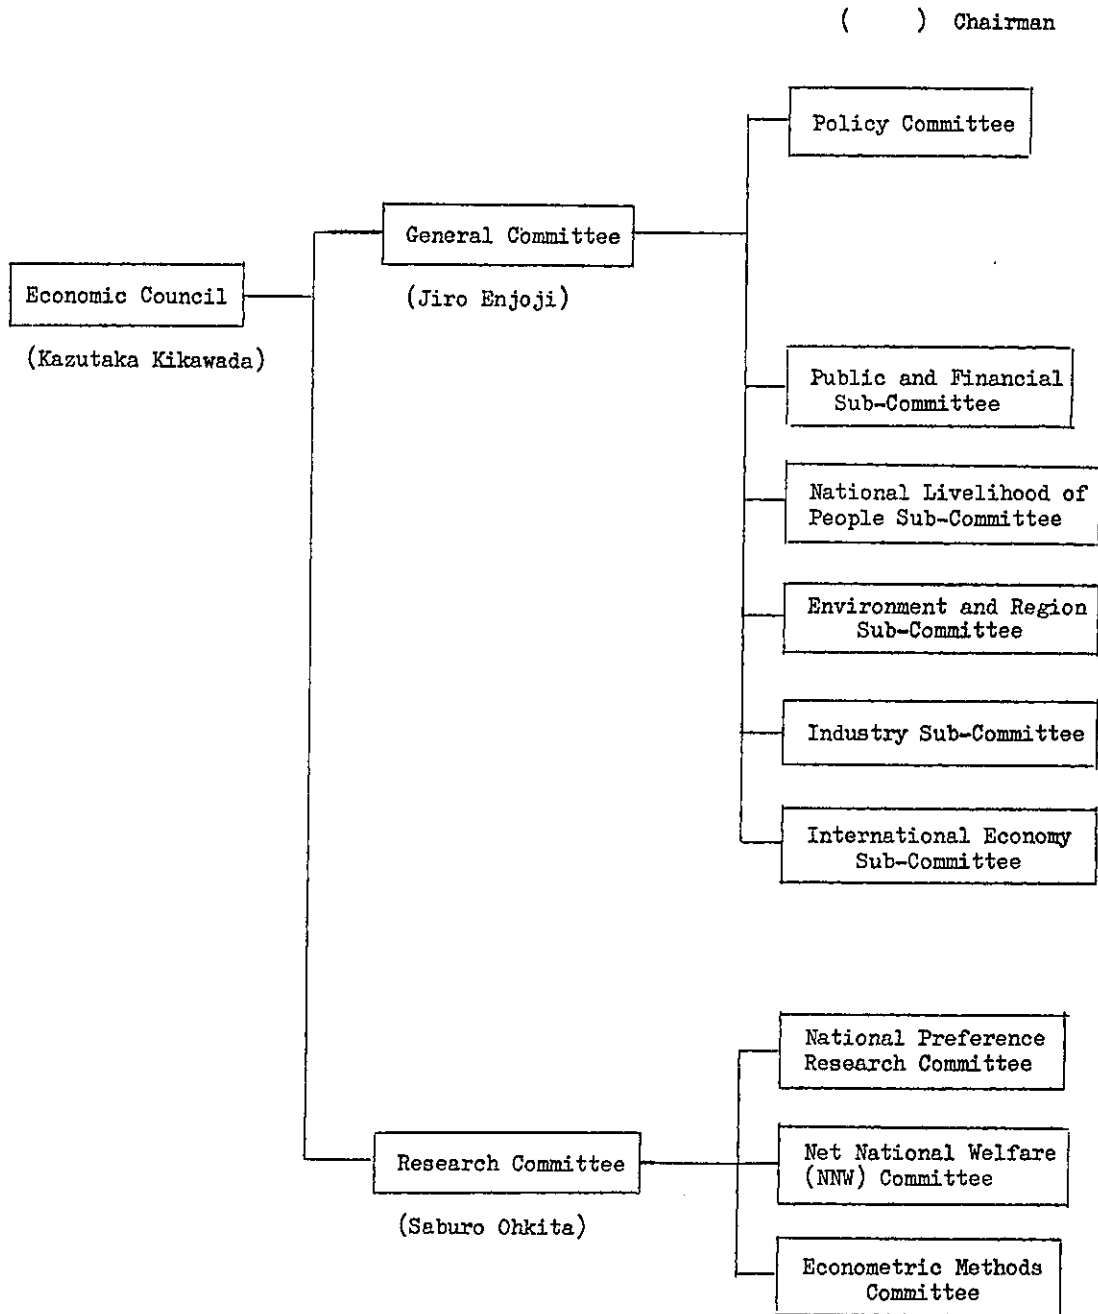 (      ) Chairman
Policy Committee
General Committee
(Jiro Enjoji)
Economic Council
(Kazutaka Kikawada)
Public and Financial
Sub-Committee
National Livelihood of
People Sub-Committee
Environment and Region
Sub-Committee
Industry Sub-Committee
International Economy
Sub-Committee
National Preference
Research Committee
Research Committee
(Saburo Ohkita)
Net National Welfare
(NNW) Committee
Econometric Methods
Committee